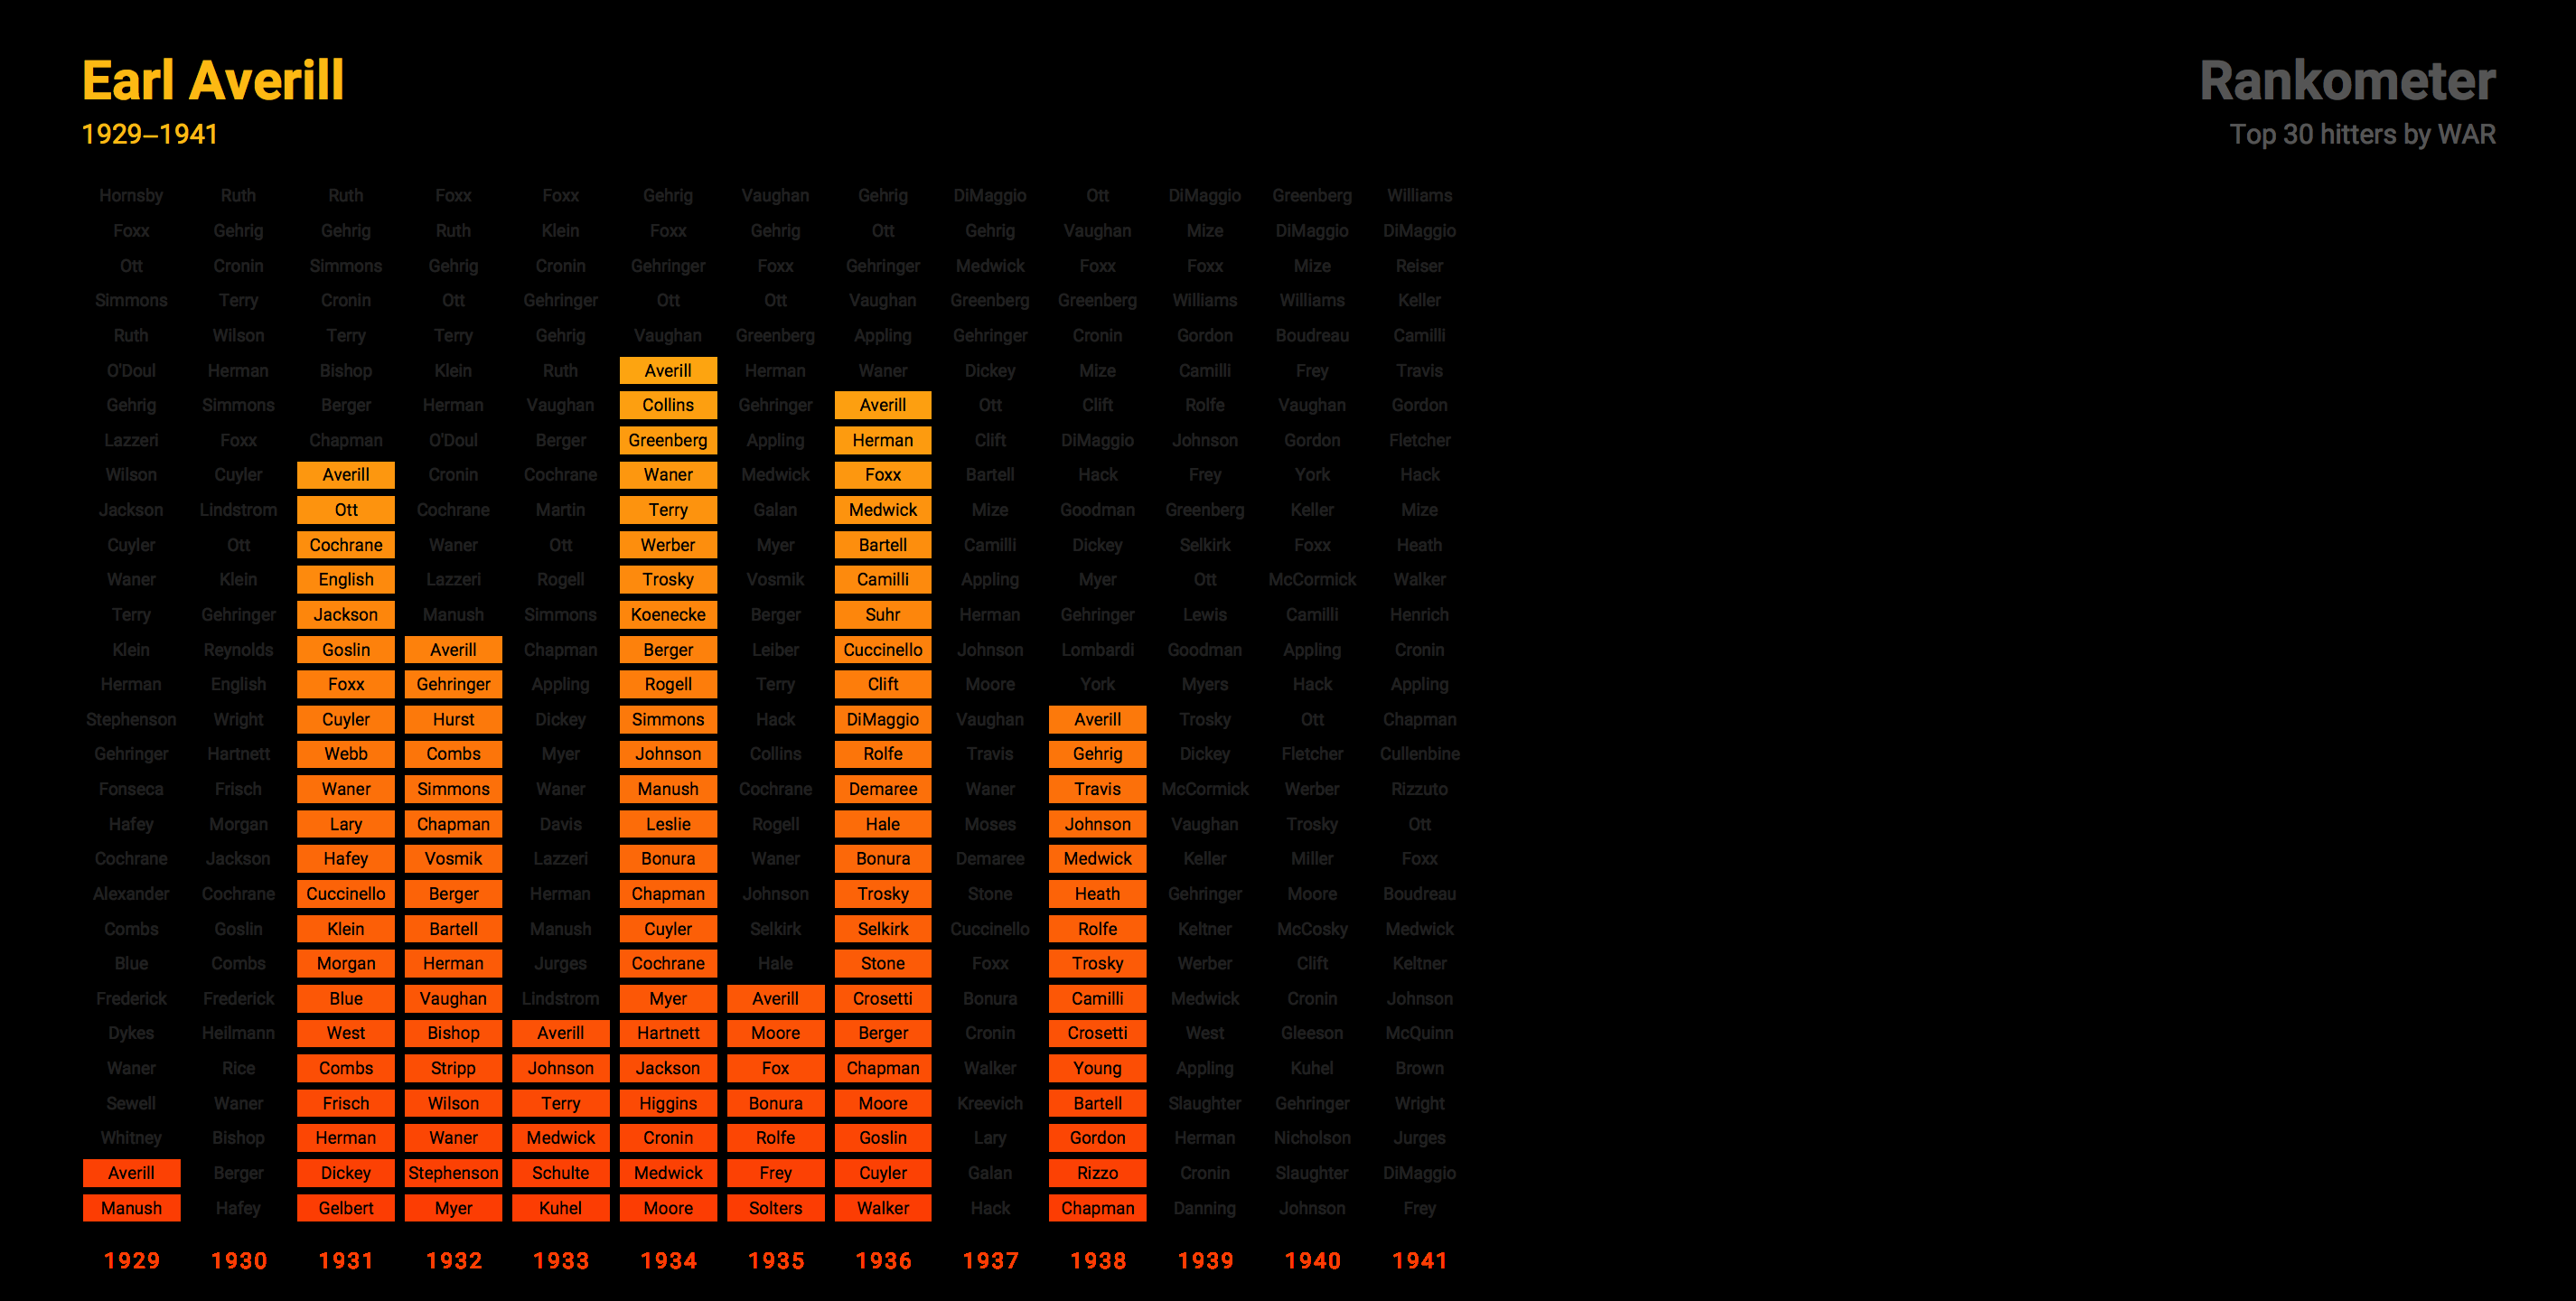 Earl Averill
1929–1941
Rankometer
Top 30 hitters by WAR
Hornsby Ruth Ruth Foxx Foxx Gehrig Vaughan Gehrig DiMaggio Ott DiMaggio Greenberg Williams
Foxx Gehrig Gehrig Ruth Klein Foxx Gehrig Ott Gehrig Vaughan Mize DiMaggio DiMaggio
Ott Cronin Simmons Gehrig Cronin Gehringer Foxx Gehringer Medwick Foxx Foxx Mize Reiser
Simmons Terry Cronin Ott Gehringer Ott Ott Vaughan Greenberg Greenberg Williams Williams Keller
Ruth Wilson Terry Terry Gehrig Vaughan Greenberg Appling Gehringer Cronin Gordon Boudreau Camilli
O'Doul Herman Bishop Klein Ruth Averill Herman Waner Dickey Mize Camilli Frey Travis
Gehrig Simmons Berger Herman Vaughan Collins Gehringer Averill Ott Clift Rolfe Vaughan Gordon
Lazzeri Foxx Chapman O'Doul Berger Greenberg Appling Herman Clift DiMaggio Johnson Gordon Fletcher
Wilson Cuyler Averill Cronin Cochrane Waner Medwick Foxx Bartell Hack Frey York Hack
Jackson Lindstrom Ott Cochrane Martin Terry Galan Medwick Mize Goodman Greenberg Keller Mize
Cuyler Ott Cochrane Waner Ott Werber Myer Bartell Camilli Dickey Selkirk Foxx Heath
Waner Klein English Lazzeri Rogell Trosky Vosmik Camilli Appling Myer Ott McCormick Walker
Terry Gehringer Jackson Manush Simmons Koenecke Berger Suhr Herman Gehringer Lewis Camilli Henrich
Klein Reynolds Goslin Averill Chapman Berger Leiber Cuccinello Johnson Lombardi Goodman Appling Cronin
Herman English Foxx Gehringer Appling Rogell Terry Clift Moore York Myers Hack Appling
Stephenson Wright Cuyler Hurst Dickey Simmons Hack DiMaggio Vaughan Averill Trosky Ott Chapman
Gehringer Hartnett Webb Combs Myer Johnson Collins Rolfe Travis Gehrig Dickey Fletcher Cullenbine
Fonseca Frisch Waner Simmons Waner Manush Cochrane Demaree Waner Travis McCormick Werber Rizzuto
Hafey Morgan Lary Chapman Davis Leslie Rogell Hale Moses Johnson Vaughan Trosky Ott
Cochrane Jackson Hafey Vosmik Lazzeri Bonura Waner Bonura Demaree Medwick Keller Miller Foxx
Alexander Cochrane Cuccinello Berger Herman Chapman Johnson Trosky Stone Heath Gehringer Moore Boudreau
Combs Goslin Klein Bartell Manush Cuyler Selkirk Selkirk Cuccinello Rolfe Keltner McCosky Medwick
Blue Combs Morgan Herman Jurges Cochrane Hale Stone Foxx Trosky Werber Clift Keltner
Frederick Frederick Blue Vaughan Lindstrom Myer Averill Crosetti Bonura Camilli Medwick Cronin Johnson
Dykes Heilmann West Bishop Averill Hartnett Moore Berger Cronin Crosetti West Gleeson McQuinn
Waner Rice Combs Stripp Johnson Jackson Fox Chapman Walker Young Appling Kuhel Brown
Sewell Waner Frisch Wilson Terry Higgins Bonura Moore Kreevich Bartell Slaughter Gehringer Wright
Whitney Bishop Herman Waner Medwick Cronin Rolfe Goslin Lary Gordon Herman Nicholson Jurges
Averill Berger Dickey Stephenson Schulte Medwick Frey Cuyler Galan Rizzo Cronin Slaughter DiMaggio
Manush Hafey Gelbert Myer Kuhel Moore Solters Walker Hack Chapman Danning Johnson Frey
1929 1930 1931 1932 1933 1934 1935 1936 1937 1938 1939 1940 1941